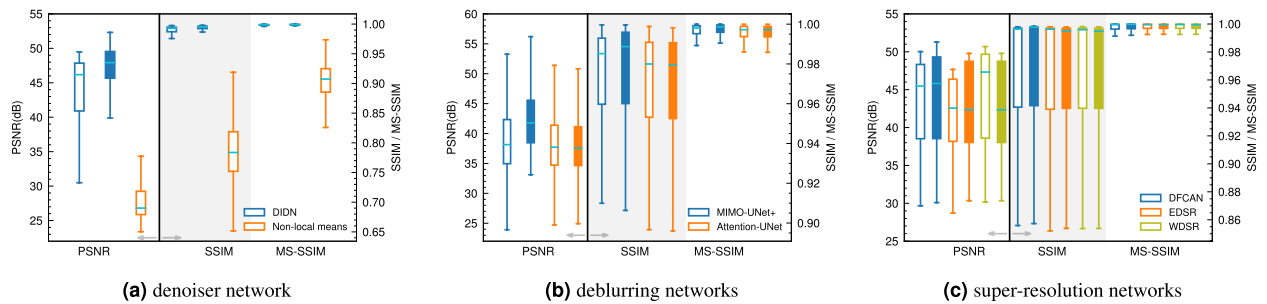 PSNR(dB)
55
50
45
40
35
30
25
1.00
0.95
0.90
0.85
0.80
0.75
0.70
0.65
SSIM / MS-SSIM
DIDN
Non-local means
PSNR SSIM MS-SSIM
(a) denoiser network
PSNR(dB)
60
55
50
45
40
35
30
25
1.00
0.98
0.96
0.94
0.92
0.90
SSIM / MS-SSIM
MIMO-UNet+
Attention-UNet
PSNR SSIM MS-SSIM
(b) deblurring networks
PSNR(dB)
55
50
45
40
35
30
25
1.00
0.98
0.96
0.94
0.92
0.90
0.88
0.86
SSIM / MS-SSIM
DFCAN
EDSR
WDSR
PSNR SSIM MS-SSIM
(c) super-resolution networks